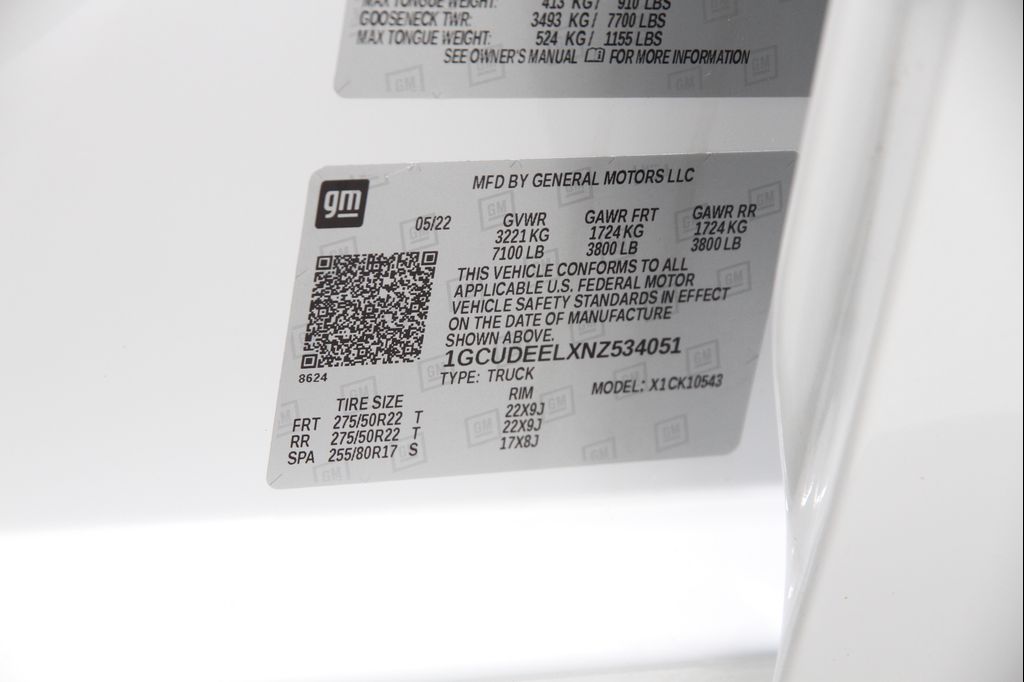 MAX TONGUE WEIGHT: 413 KG/ 910 LBS
GOOSENECK TWR: 3493 KG/ 7700 LBS
MAX TONGUE WEIGHT: 524 KG/ 1155 LBS
SEE OWNER'S MANUAL FOR MORE INFORMATION
gm
MFD BY GENERAL MOTORS LLC
05/22 GVWR GAWR FRT GAWR RR
3221 KG 1724 KG 1724 KG
7100 LB 3800 LB 3800 LB
THIS VEHICLE CONFORMS TO ALL
APPLICABLE U.S. FEDERAL MOTOR
VEHICLE SAFETY STANDARDS IN EFFECT
ON THE DATE OF MANUFACTURE
SHOWN ABOVE.
1GCUDEELXNZ534051
8624
TYPE: TRUCK MODEL: X1CK10543
TIRE SIZE RIM
FRT 275/50R22 T 22X9J
RR 275/50R22 T 22X9J
SPA 255/80R17 S 17X8J